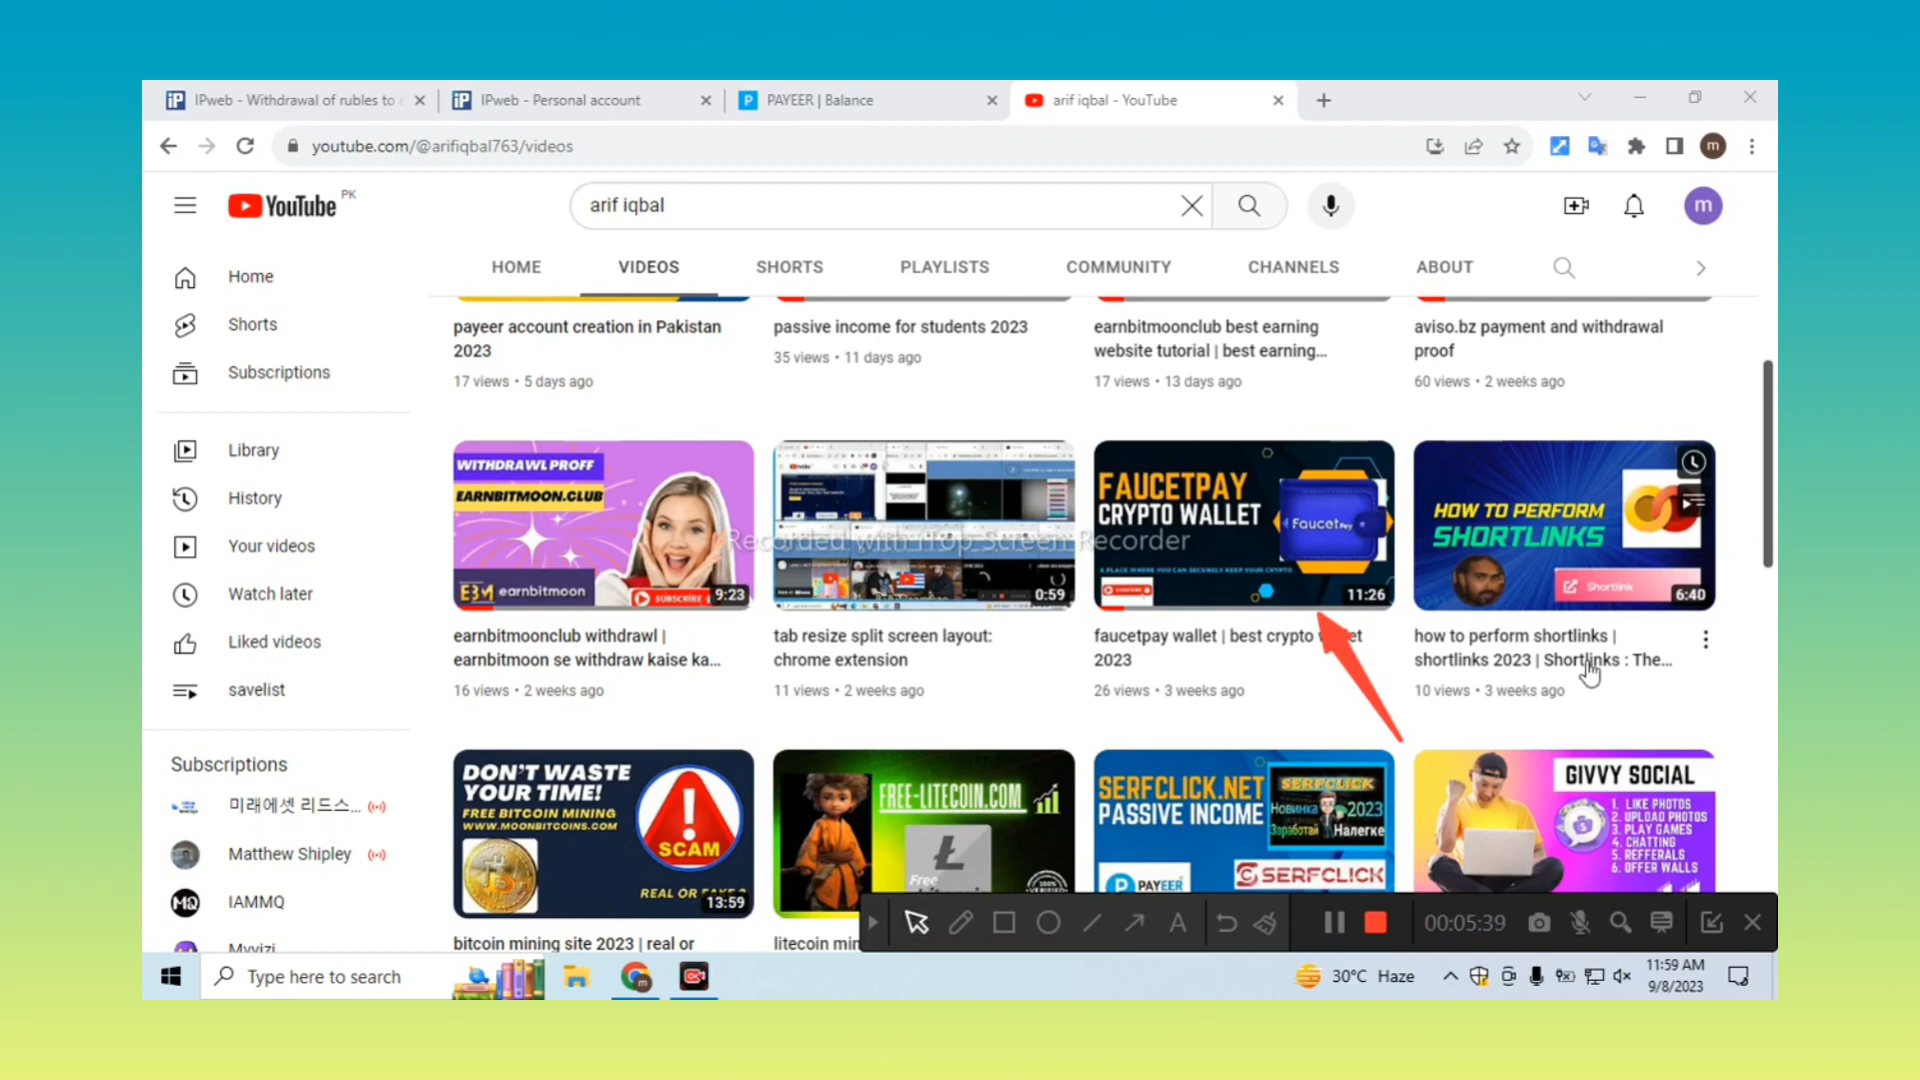 IPweb - Withdrawal of rubles to e
IPweb - Personal account
PAYEER | Balance
arif iqbal - YouTube
youtube.com/@arifiqbal763/videos
m
YouTube PK
arif iqbal
m
HOME VIDEOS SHORTS PLAYLISTS COMMUNITY CHANNELS ABOUT
Home
Shorts
Subscriptions
Library
History
Your videos
Watch later
Liked videos
savelist
Subscriptions
미래에셋 리드스...
Matthew Shipley
IAMMQ
Myvizi
payeer account creation in Pakistan
2023
17 views • 5 days ago
passive income for students 2023
35 views • 11 days ago
earnbitmoonclub best earning
website tutorial | best earning...
17 views • 13 days ago
aviso.bz payment and withdrawal
proof
60 views • 2 weeks ago
WITHDRAWL PROFF
EARNBITMOON.CLUB
EBM earnbitmoon
SUBSCRIBE
9:23
earnbitmoonclub withdrawl |
earnbitmoon se withdraw kaise ka...
16 views • 2 weeks ago
Recorded with iTop Screen Recorder
0:59
tab resize split screen layout:
chrome extension
11 views • 2 weeks ago
FAUCETPAY
CRYPTO WALLET
FaucetPay
A PLACE WHERE YOU CAN SECURELY KEEP YOUR CRYPTO
11:26
faucetpay wallet | best crypto wallet
2023
26 views • 3 weeks ago
HOW TO PERFORM
SHORTLINKS
Shortlink
6:40
how to perform shortlinks |
shortlinks 2023 | Shortlinks : The...
10 views • 3 weeks ago
DON'T WASTE
YOUR TIME!
FREE BITCOIN MINING
WWW.MOONBITCOINS.COM
SCAM
REAL OR FAKE ?
13:59
bitcoin mining site 2023 | real or
FREE-LITECOIN.COM
Free
100%
litecoin min
SERFCLICK.NET
PASSIVE INCOME
SERFCLICK
Новинка 2023
Заработай Налегке
PAYEER
SERFCLICK
GIVVY SOCIAL
1. LIKE PHOTOS
2. UPLOAD PHOTOS
3. PLAY GAMES
4. CHATTING
5. REFFERALS
6. OFFER WALLS
A
00:05:39
Type here to search
m
30°C Haze
11:59 AM
9/8/2023